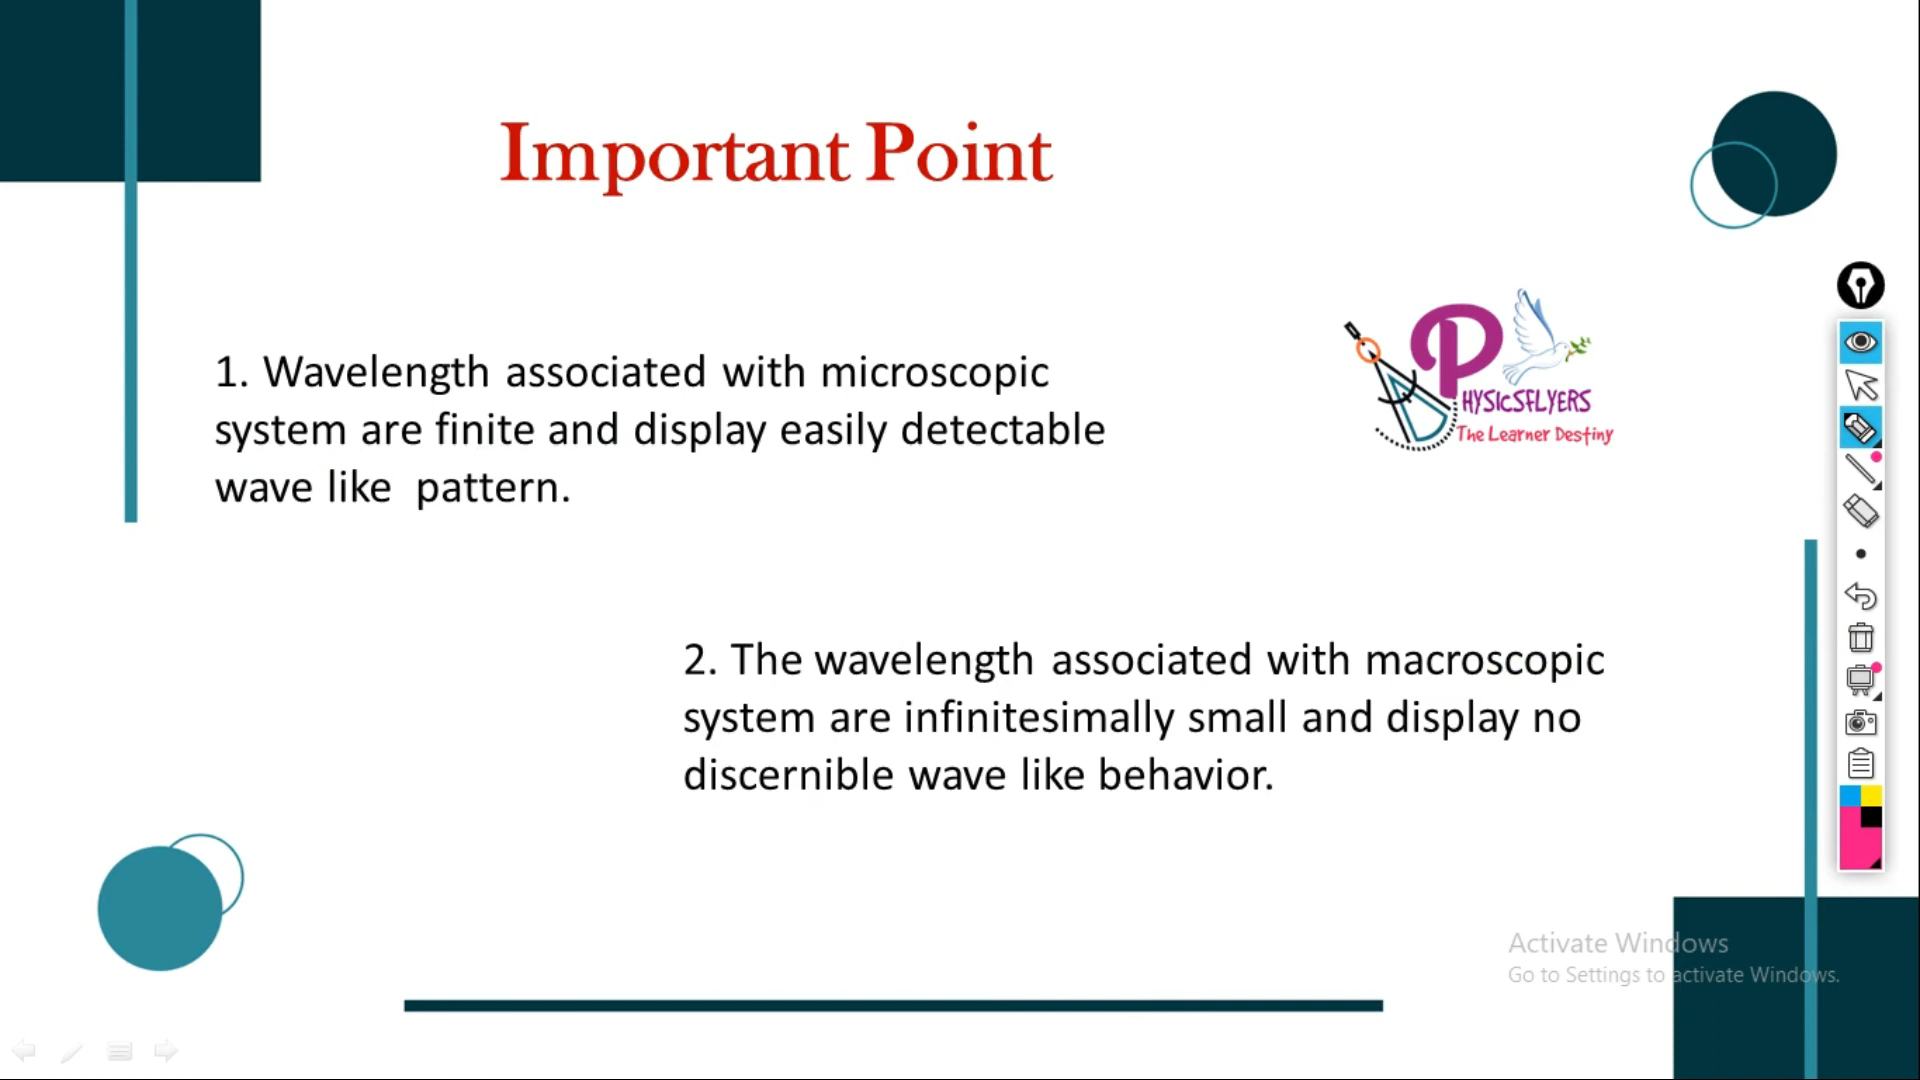 Important Point
1. Wavelength associated with microscopic
system are finite and display easily detectable
wave like pattern.
PHYSICSFLYERS
The Learner Destiny
2. The wavelength associated with macroscopic
system are infinitesimally small and display no
discernible wave like behavior.
Activate Windows
Go to Settings to activate Windows.